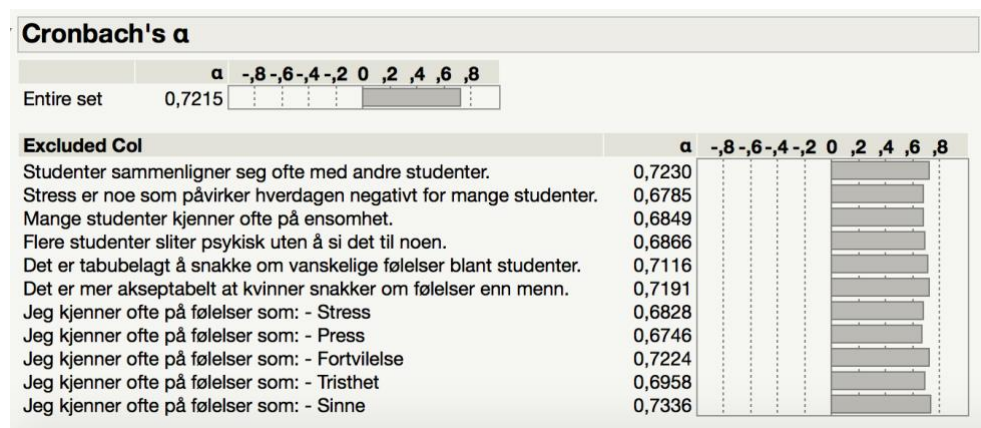 Cronbach's α
α -,8 -,6 -,4 -,2 0 ,2 ,4 ,6 ,8
Entire set 0,7215
Excluded Col α -,8 -,6 -,4 -,2 0 ,2 ,4 ,6 ,8
Studenter sammenligner seg ofte med andre studenter. 0,7230
Stress er noe som påvirker hverdagen negativt for mange studenter. 0,6785
Mange studenter kjenner ofte på ensomhet. 0,6849
Flere studenter sliter psykisk uten å si det til noen. 0,6866
Det er tabubelagt å snakke om vanskelige følelser blant studenter. 0,7116
Det er mer akseptabelt at kvinner snakker om følelser enn menn. 0,7191
Jeg kjenner ofte på følelser som: - Stress 0,6828
Jeg kjenner ofte på følelser som: - Press 0,6746
Jeg kjenner ofte på følelser som: - Fortvilelse 0,7224
Jeg kjenner ofte på følelser som: - Tristhet 0,6958
Jeg kjenner ofte på følelser som: - Sinne 0,7336